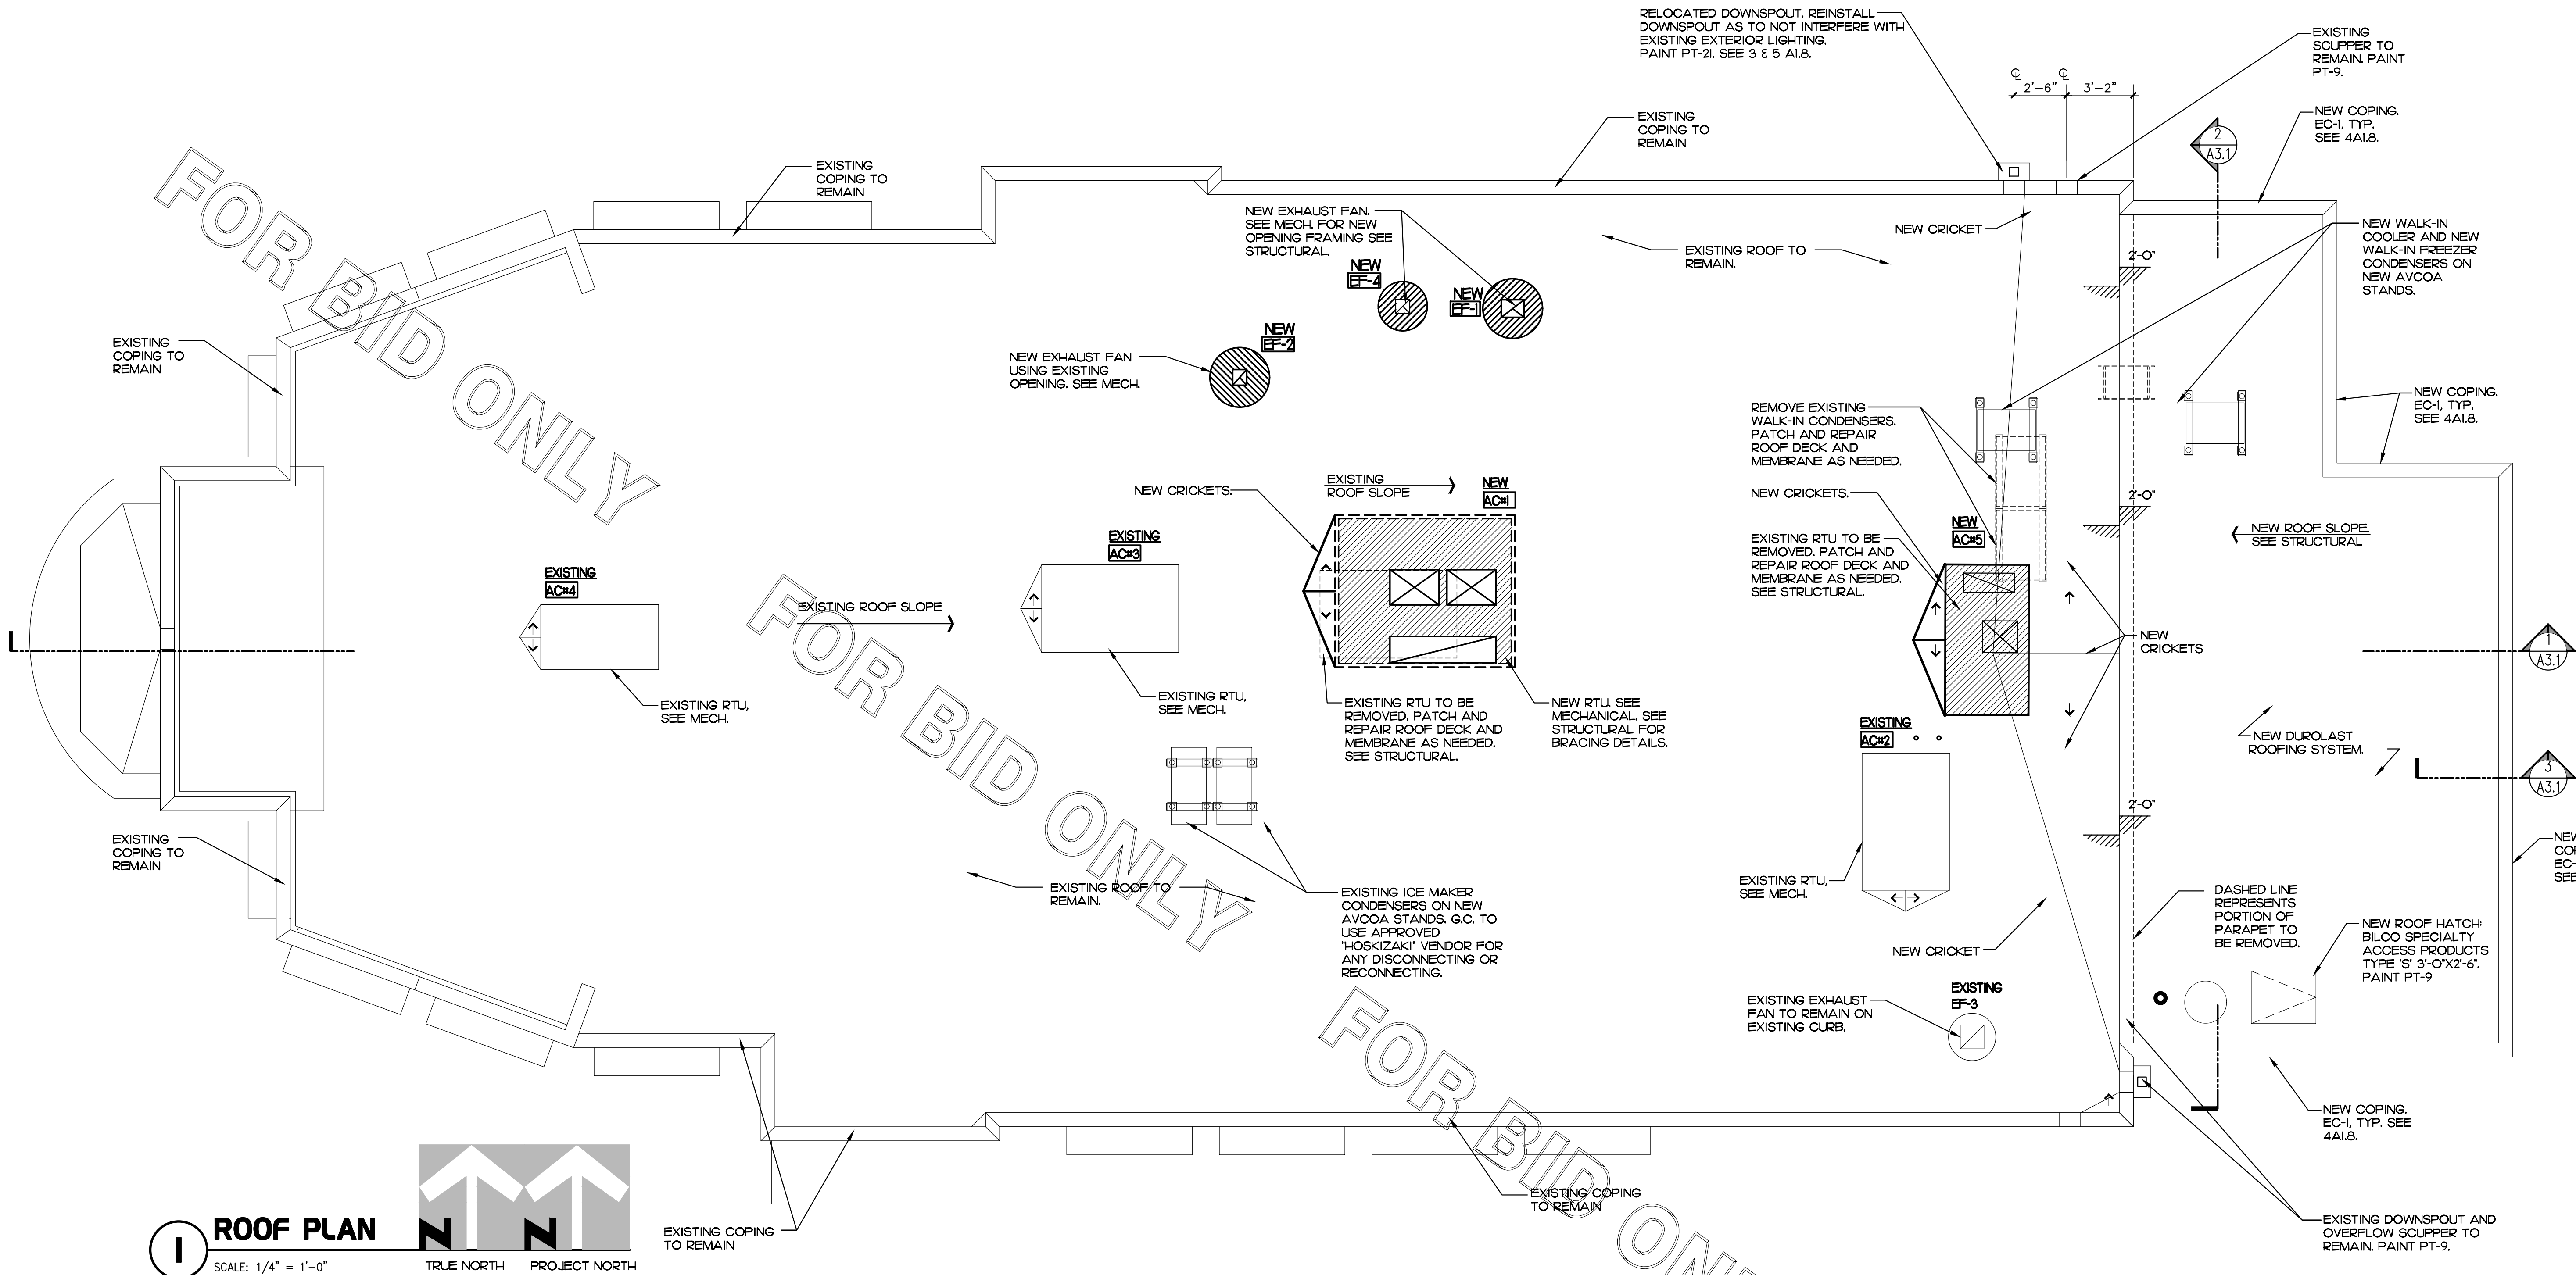 RELOCATED DOWNSPOUT. REINSTALL
DOWNSPOUT AS TO NOT INTERFERE WITH
EXISTING EXTERIOR LIGHTING.
PAINT PT-21. SEE 3 & 5 A1.8.
EXISTING
SCUPPER TO
REMAIN. PAINT
PT-9.
2'-6"
3'-2"
NEW COPING.
EC-1, TYP.
SEE 4A1.8.
EXISTING
COPING TO
REMAIN
2
A3.1
EXISTING
COPING TO
REMAIN
FOR BID ONLY
NEW EXHAUST FAN.
SEE MECH. FOR NEW
OPENING FRAMING SEE
STRUCTURAL.
NEW CRICKET
EXISTING ROOF TO
REMAIN.
NEW WALK-IN
COOLER AND NEW
WALK-IN FREEZER
CONDENSERS ON
NEW AVCOA
STANDS.
2'-0"
NEW
EF-4
NEW
EF-1
NEW
EF-2
EXISTING
COPING TO
REMAIN
NEW EXHAUST FAN
USING EXISTING
OPENING. SEE MECH.
NEW COPING.
EC-1, TYP.
SEE 4A1.8.
REMOVE EXISTING
WALK-IN CONDENSERS.
PATCH AND REPAIR
ROOF DECK AND
MEMBRANE AS NEEDED.
NEW CRICKETS.
EXISTING
ROOF SLOPE
NEW
AC#1
NEW CRICKETS.
2'-0"
NEW
AC#5
NEW ROOF SLOPE.
SEE STRUCTURAL
EXISTING
AC#3
EXISTING RTU TO BE
REMOVED. PATCH AND
REPAIR ROOF DECK AND
MEMBRANE AS NEEDED.
SEE STRUCTURAL.
EXISTING
AC#4
FOR BID ONLY
EXISTING ROOF SLOPE
NEW
CRICKETS
1
A3.1
EXISTING RTU,
SEE MECH.
EXISTING RTU,
SEE MECH.
EXISTING RTU TO BE
REMOVED. PATCH AND
REPAIR ROOF DECK AND
MEMBRANE AS NEEDED.
SEE STRUCTURAL.
NEW RTU. SEE
MECHANICAL. SEE
STRUCTURAL FOR
BRACING DETAILS.
EXISTING
AC#2
NEW DUROLAST
ROOFING SYSTEM.
3
A3.1
2'-0"
EXISTING
COPING TO
REMAIN
EXISTING ROOF TO
REMAIN.
EXISTING ICE MAKER
CONDENSERS ON NEW
AVCOA STANDS. G.C. TO
USE APPROVED
"HOSKIZAKI" VENDOR FOR
ANY DISCONNECTING OR
RECONNECTING.
EXISTING RTU,
SEE MECH.
DASHED LINE
REPRESENTS
PORTION OF
PARAPET TO
BE REMOVED.
NEW ROOF HATCH:
BILCO SPECIALTY
ACCESS PRODUCTS
TYPE 'S' 3'-0"X2'-6".
PAINT PT-9
NEW CRICKET
EXISTING
EF-3
EXISTING EXHAUST
FAN TO REMAIN ON
EXISTING CURB.
FOR BID
NEW COPING.
EC-1, TYP. SEE
4A1.8.
EXISTING COPING
TO REMAIN
EXISTING COPING
TO REMAIN
EXISTING DOWNSPOUT AND
OVERFLOW SCUPPER TO
REMAIN. PAINT PT-9.
1
ROOF PLAN
SCALE: 1/4" = 1'-0"
N
N
TRUE NORTH
PROJECT NORTH